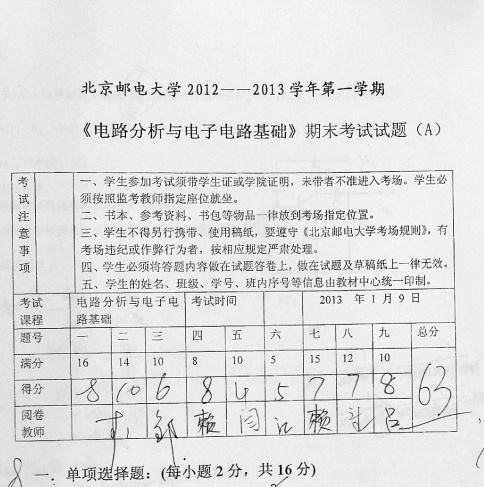 北京邮电大学2012——2013学年第一学期
《电路分析与电子电路基础》期末考试试题（A）
考试注意事项
一、学生参加考试须带学生证或学院证明，未带者不准进入考场。学生必
须按照监考教师指定座位就坐。
二、书本、参考资料、书包等物品一律放到考场指定位置。
三、学生不得另行携带、使用稿纸，要遵守《北京邮电大学考场规则》，有
考场违纪或作弊行为者，按相应规定严肃处理。
四、学生必须将答题内容做在试题答卷上，做在试题及草稿纸上一律无效。
五、学生的姓名、班级、学号、班内序号等信息由教材中心统一印制。
考试课程 电路分析与电子电路基础 考试时间 2013 年 1 月 9 日
题号 一 二 三 四 五 六 七 八 九 总分
满分 16 14 10 8 10 5 15 12 10
得分 8 10 6 8 4 5 7 7 8 63
阅卷教师 郭 赖 闫 江 赖 吕
8 一、单项选择题：(每小题 2 分，共 16 分)